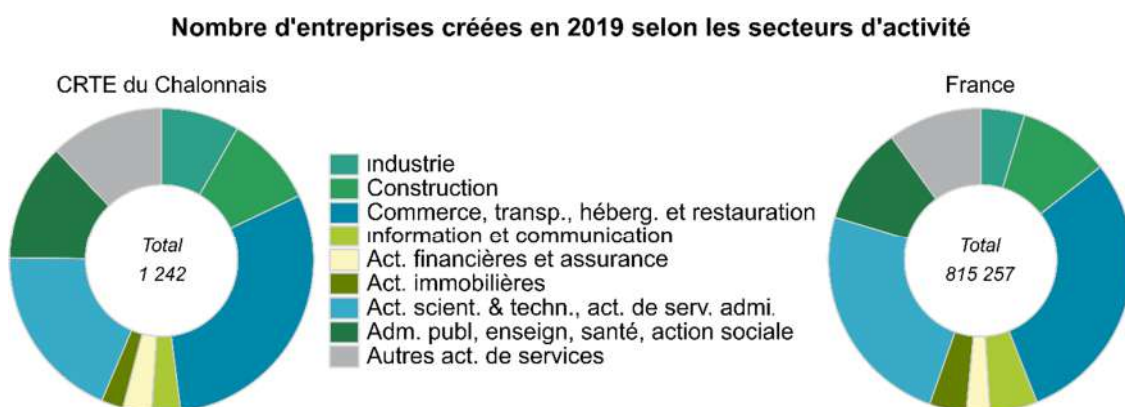 Nombre d'entreprises créées en 2019 selon les secteurs d'activité
CRTE du Chalonnais
France
Total
1 242
Industrie
Construction
Commerce, transp., héberg. et restauration
Information et communication
Act. financières et assurance
Act. immobilières
Act. scient. & techn., act. de serv. admi.
Adm. publ, enseign, santé, action sociale
Autres act. de services
Total
815 257